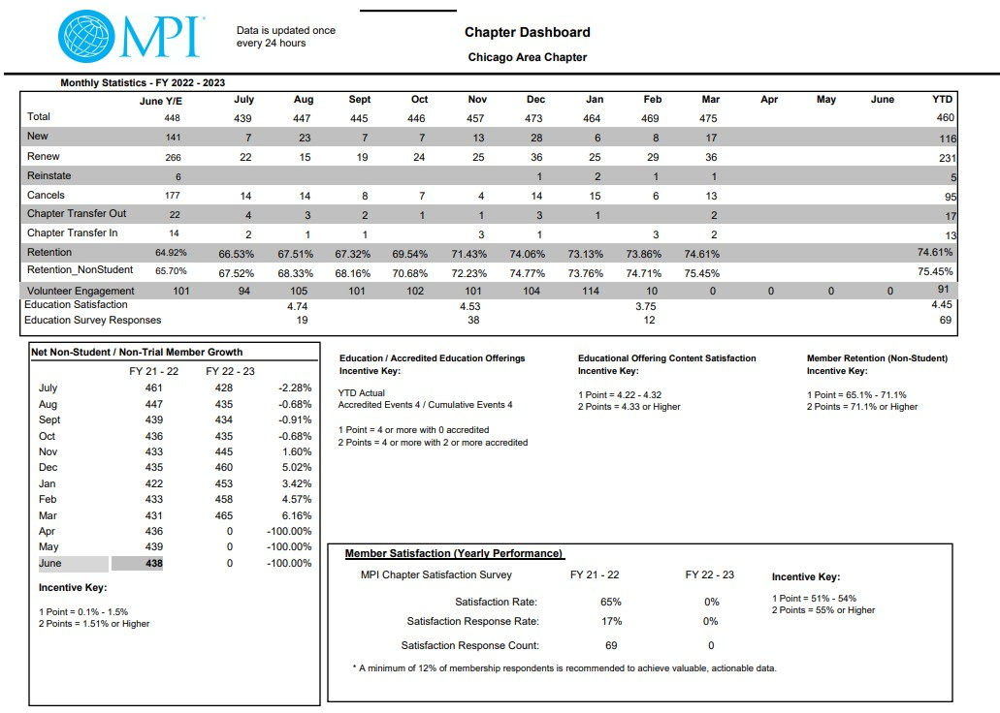 MPI
Data is updated once
every 24 hours
Chapter Dashboard
Chicago Area Chapter
Monthly Statistics - FY 2022 - 2023
June Y/E July Aug Sept Oct Nov Dec Jan Feb Mar Apr May June YTD
Total 448 439 447 445 446 457 473 464 469 475 460
New 141 7 23 7 7 13 28 6 8 17 116
Renew 266 22 15 19 24 25 36 25 29 36 231
Reinstate 6 1 2 1 1 5
Cancels 177 14 14 8 7 4 14 15 6 13 95
Chapter Transfer Out 22 4 3 2 1 1 3 1 2 17
Chapter Transfer In 14 2 1 1 3 1 3 2 13
Retention 64.92% 66.53% 67.51% 67.32% 69.54% 71.43% 74.06% 73.13% 73.86% 74.61% 74.61%
Retention_NonStudent 65.70% 67.52% 68.33% 68.16% 70.68% 72.23% 74.77% 73.76% 74.71% 75.45% 75.45%
Volunteer Engagement 101 94 105 101 102 101 104 114 10 0 0 0 0 91
Education Satisfaction 4.74 4.53 3.75 4.45
Education Survey Responses 19 38 12 69
Net Non-Student / Non-Trial Member Growth
FY 21 - 22 FY 22 - 23
July 461 428 -2.28%
Aug 447 435 -0.68%
Sept 439 434 -0.91%
Oct 436 435 -0.68%
Nov 433 445 1.60%
Dec 435 460 5.02%
Jan 422 453 3.42%
Feb 433 458 4.57%
Mar 431 465 6.16%
Apr 436 0 -100.00%
May 439 0 -100.00%
June 438 0 -100.00%
Incentive Key:
1 Point = 0.1% - 1.5%
2 Points = 1.51% or Higher
Education / Accredited Education Offerings
Incentive Key:
YTD Actual
Accredited Events 4 / Cumulative Events 4
1 Point = 4 or more with 0 accredited
2 Points = 4 or more with 2 or more accredited
Educational Offering Content Satisfaction
Incentive Key:
1 Point = 4.22 - 4.32
2 Points = 4.33 or Higher
Member Retention (Non-Student)
Incentive Key:
1 Point = 65.1% - 71.1%
2 Point = 71.1% or Higher
Member Satisfaction (Yearly Performance)
MPI Chapter Satisfaction Survey FY 21 - 22 FY 22 - 23
Satisfaction Rate: 65% 0%
Satisfaction Response Rate: 17% 0%
Satisfaction Response Count: 69 0
* A minimum of 12% of membership respondents is recommended to achieve valuable, actionable data.
Incentive Key:
1 Point = 51% - 54%
2 Points = 55% or Higher